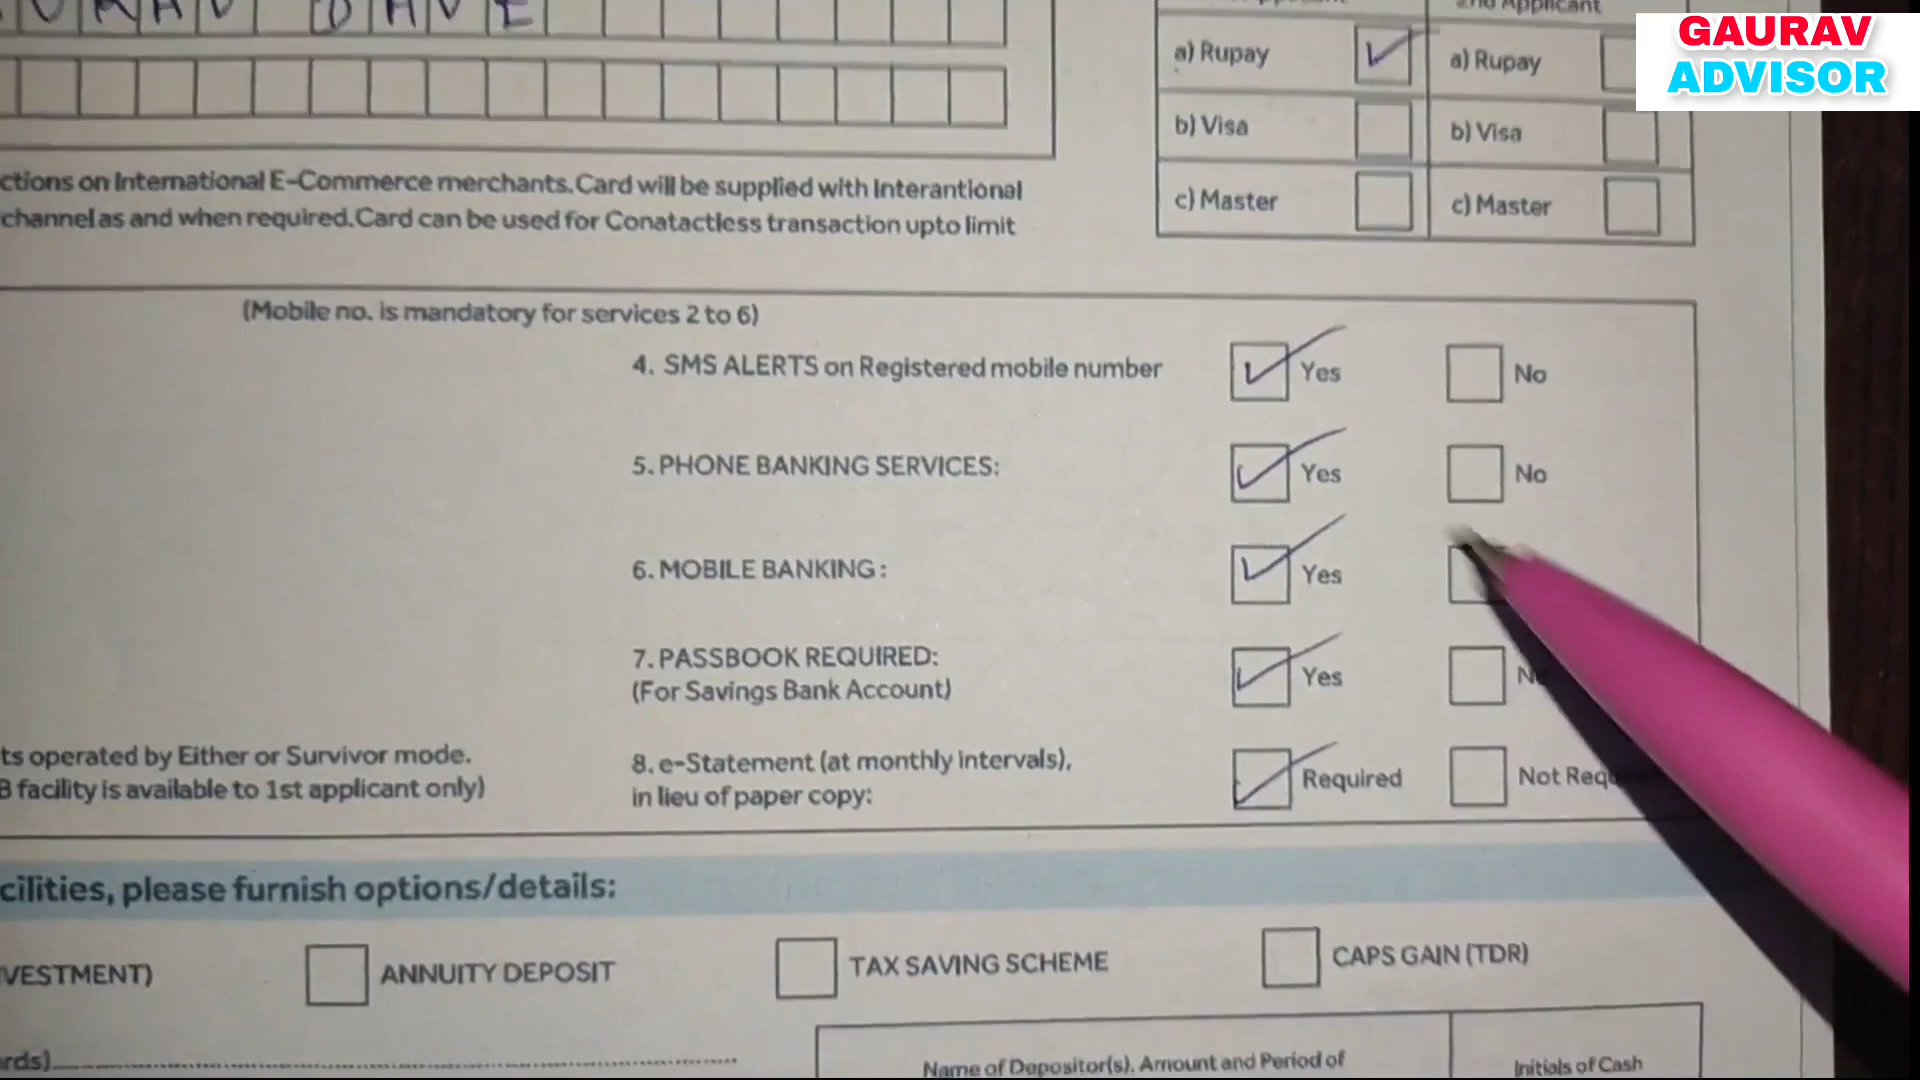 URAV DAVE
2nd Applicant
GAURAV
ADVISOR
a) Rupay
a) Rupay
b) Visa
b) Visa
c) Master
c) Master
ctions on International E-Commerce merchants.Card will be supplied with Interantional
channel as and when required.Card can be used for Conatactless transaction upto limit
(Mobile no. is mandatory for services 2 to 6)
4. SMS ALERTS on Registered mobile number Yes No
5. PHONE BANKING SERVICES: Yes No
6. MOBILE BANKING: Yes
7. PASSBOOK REQUIRED:
(For Savings Bank Account) Yes
ts operated by Either or Survivor mode.
B facility is available to 1st applicant only)
8. e-Statement (at monthly intervals),
in lieu of paper copy: Required Not Req
cilities, please furnish options/details:
VESTMENT) ANNUITY DEPOSIT TAX SAVING SCHEME CAPS GAIN (TDR)
rds)
Name of Depositor(s), Amount and Period of
Initials of Cash